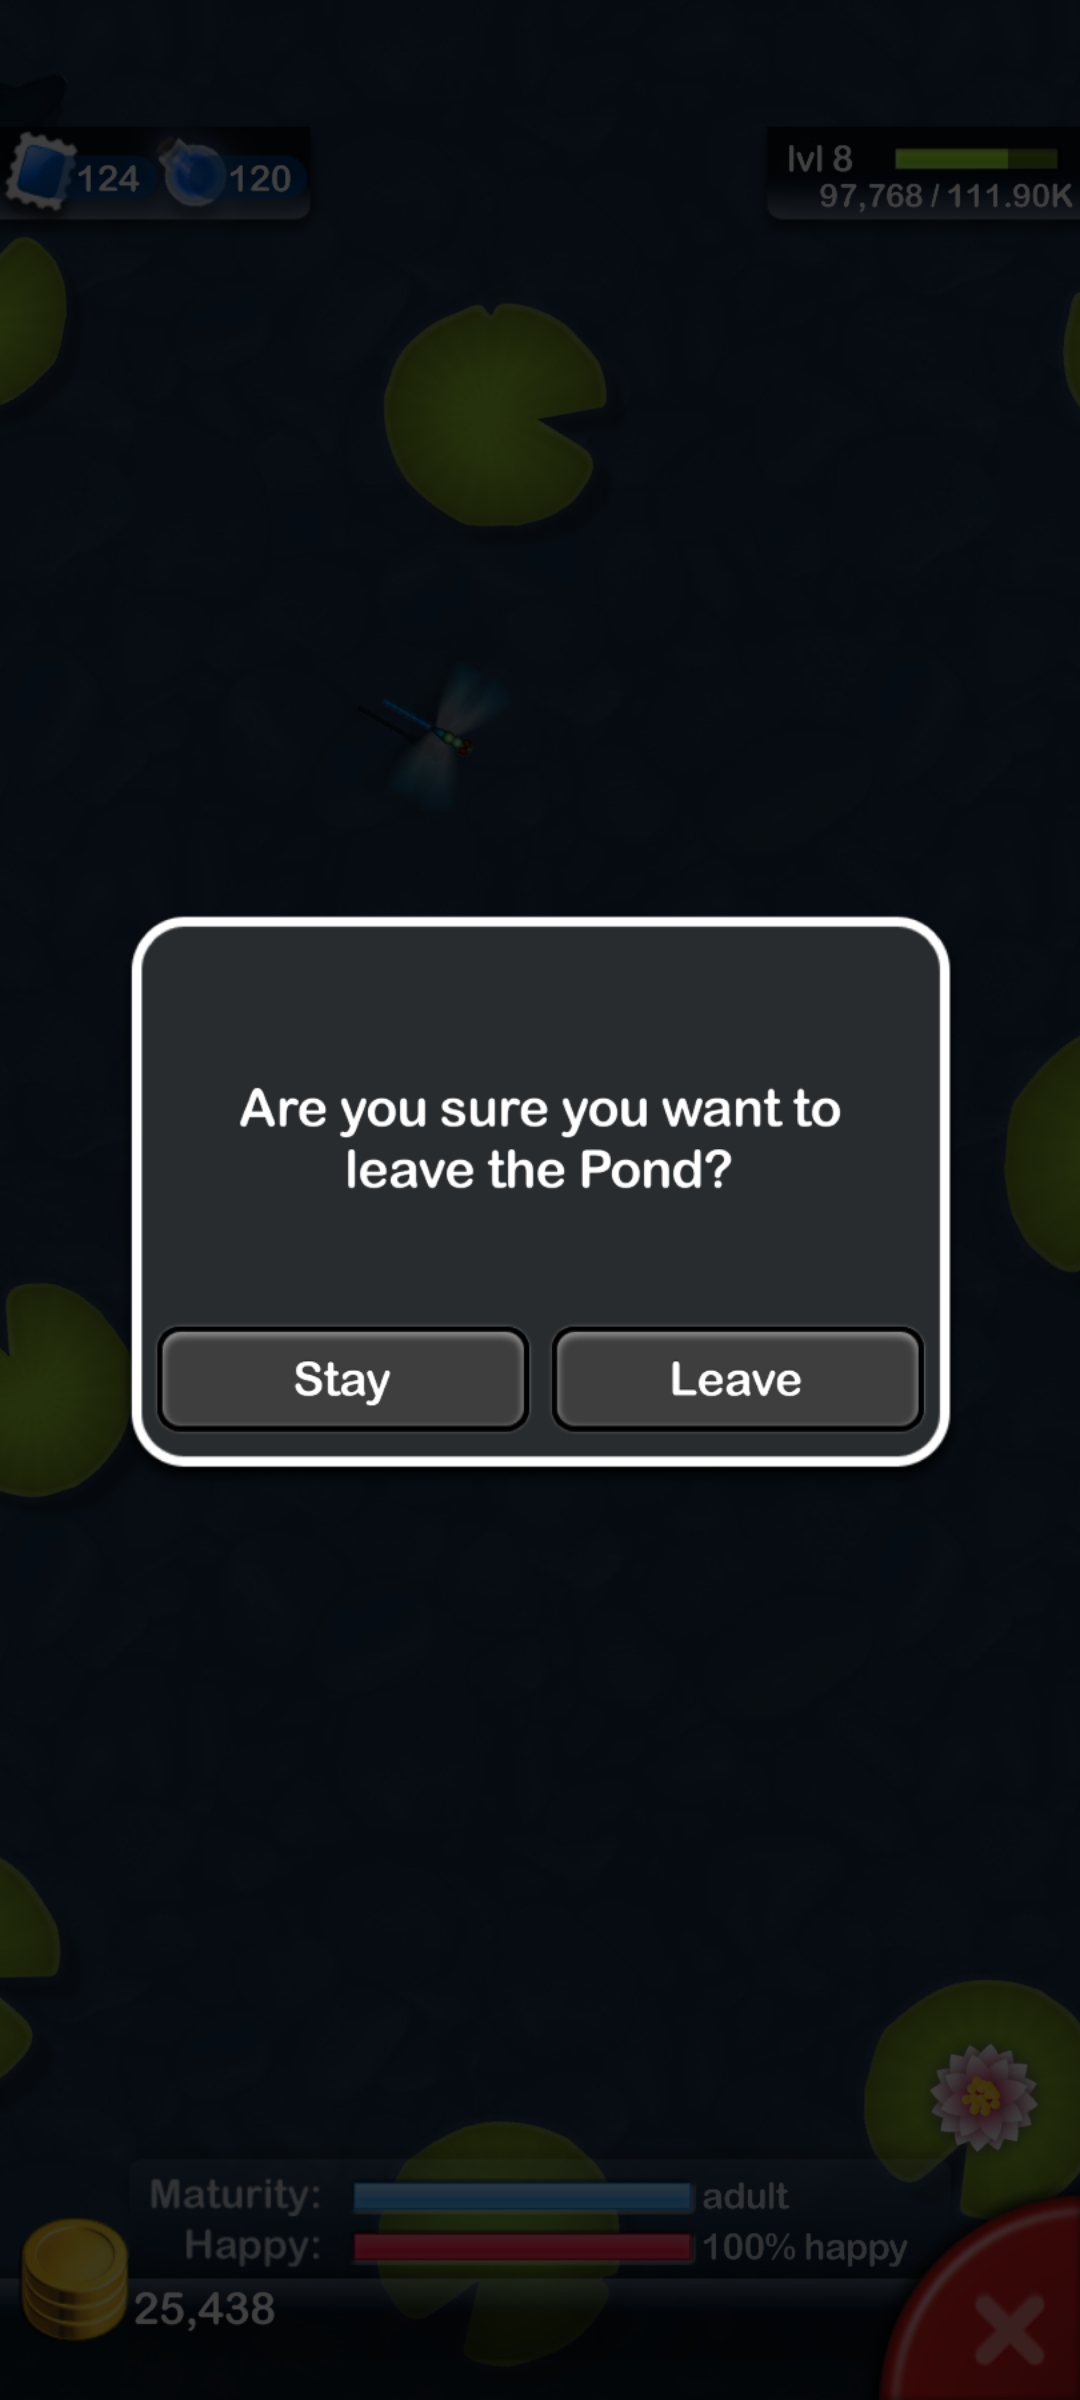 124 120
lvl 8
97,768 / 111.90K
Are you sure you want to
leave the Pond?
Stay Leave
Maturity: adult
Happy: 100% happy
25,438